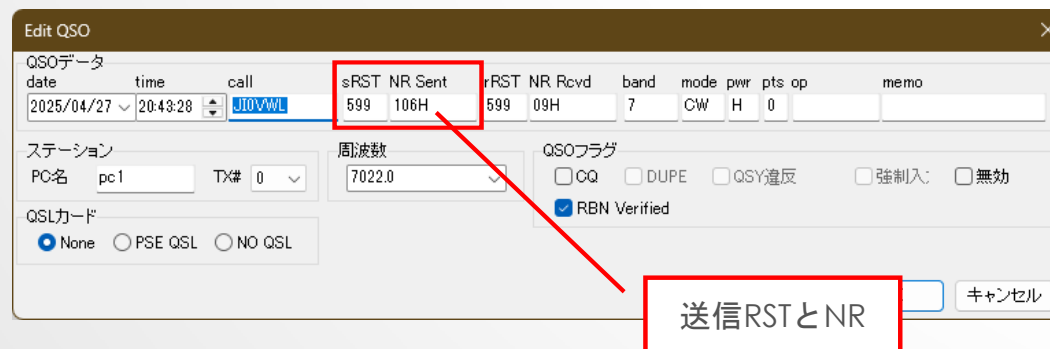 Edit QSO
QSOデータ
date time call sRST NR Sent rRST NR Rcvd band mode pwr pts op memo
2025/04/27 20:43:28 JI0VWL 599 106H 599 09H 7 CW H 0
ステーション 周波数 QSOフラグ
PC名 pc1 TX# 0 7022.0 CQ DUPE QSY違反 強制入 無効
QSLカード RBN Verified
None PSE QSL NO QSL
キャンセル
送信RSTとNR